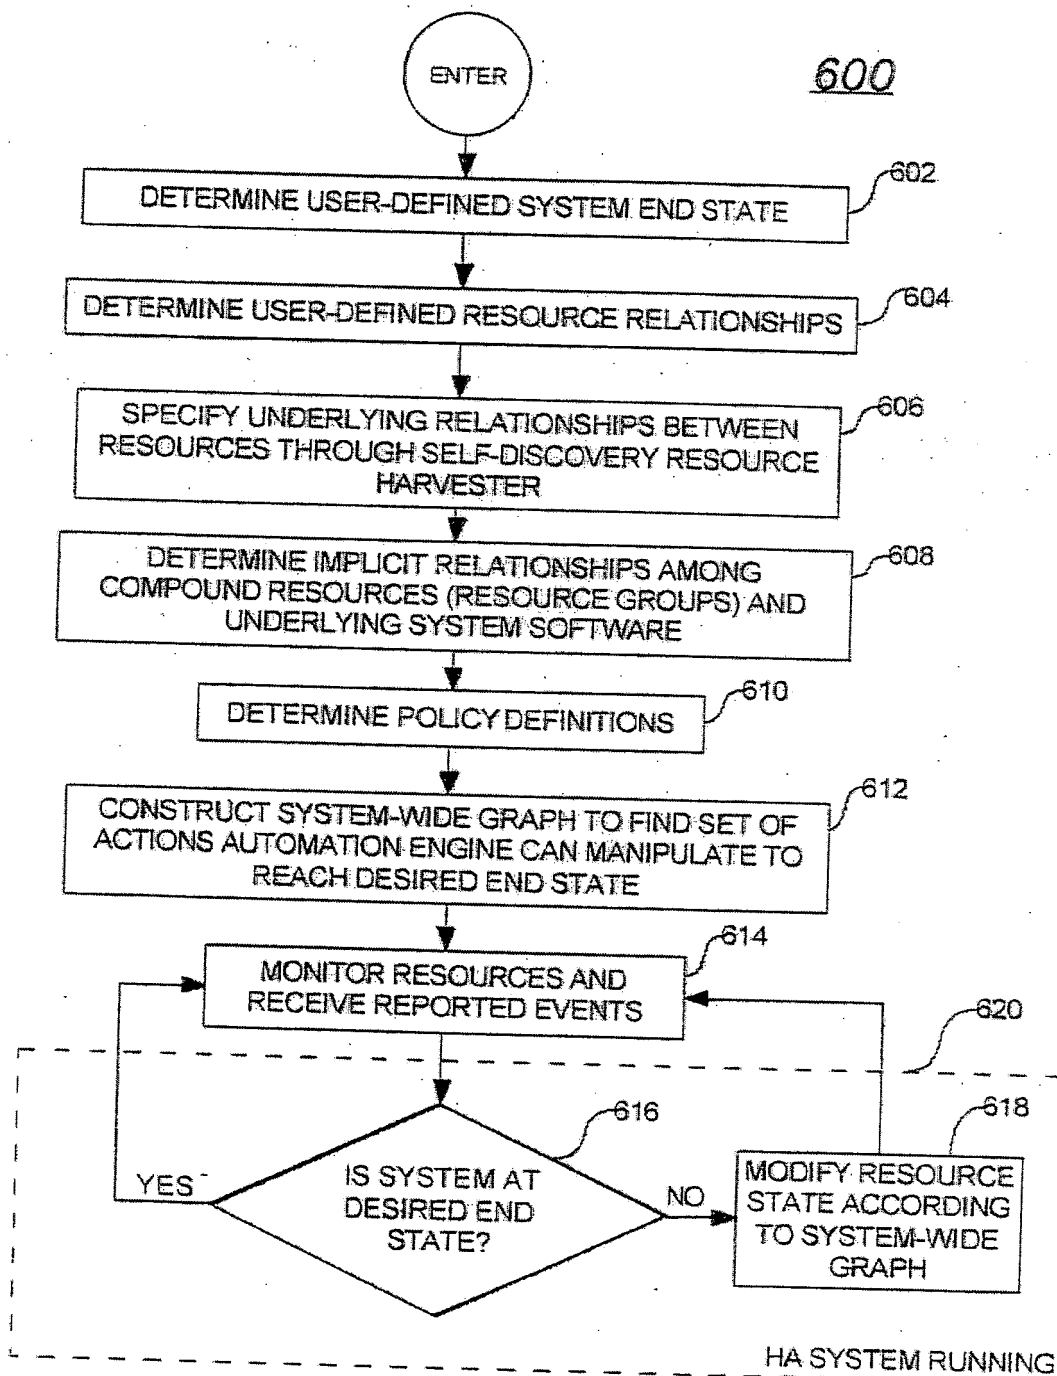 ENTER
600
602
DETERMINE USER-DEFINED SYSTEM END STATE
604
DETERMINE USER-DEFINED RESOURCE RELATIONSHIPS
606
SPECIFY UNDERLYING RELATIONSHIPS BETWEEN
RESOURCES THROUGH SELF-DISCOVERY RESOURCE
HARVESTER
608
DETERMINE IMPLICIT RELATIONSHIPS AMONG
COMPOUND RESOURCES (RESOURCE GROUPS) AND
UNDERLYING SYSTEM SOFTWARE
610
DETERMINE POLICY DEFINITIONS
612
CONSTRUCT SYSTEM-WIDE GRAPH TO FIND SET OF
ACTIONS AUTOMATION ENGINE CAN MANIPULATE TO
REACH DESIRED END STATE
614
MONITOR RESOURCES AND
RECEIVE REPORTED EVENTS
620
616
618
IS SYSTEM AT
DESIRED END
STATE?
YES
NO
MODIFY RESOURCE
STATE ACCORDING
TO SYSTEM-WIDE
GRAPH
HA SYSTEM RUNNING